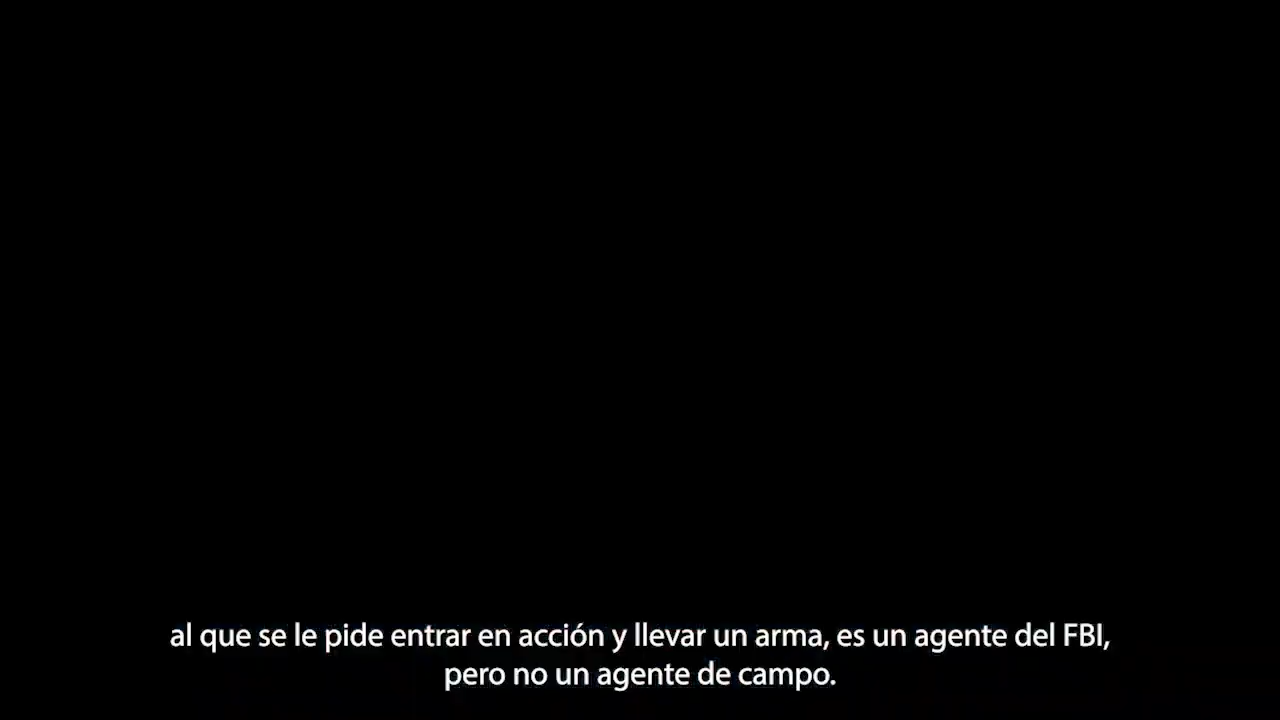 al que se le pide entrar en acción y llevar un arma, es un agente del FBI,
pero no un agente de campo.